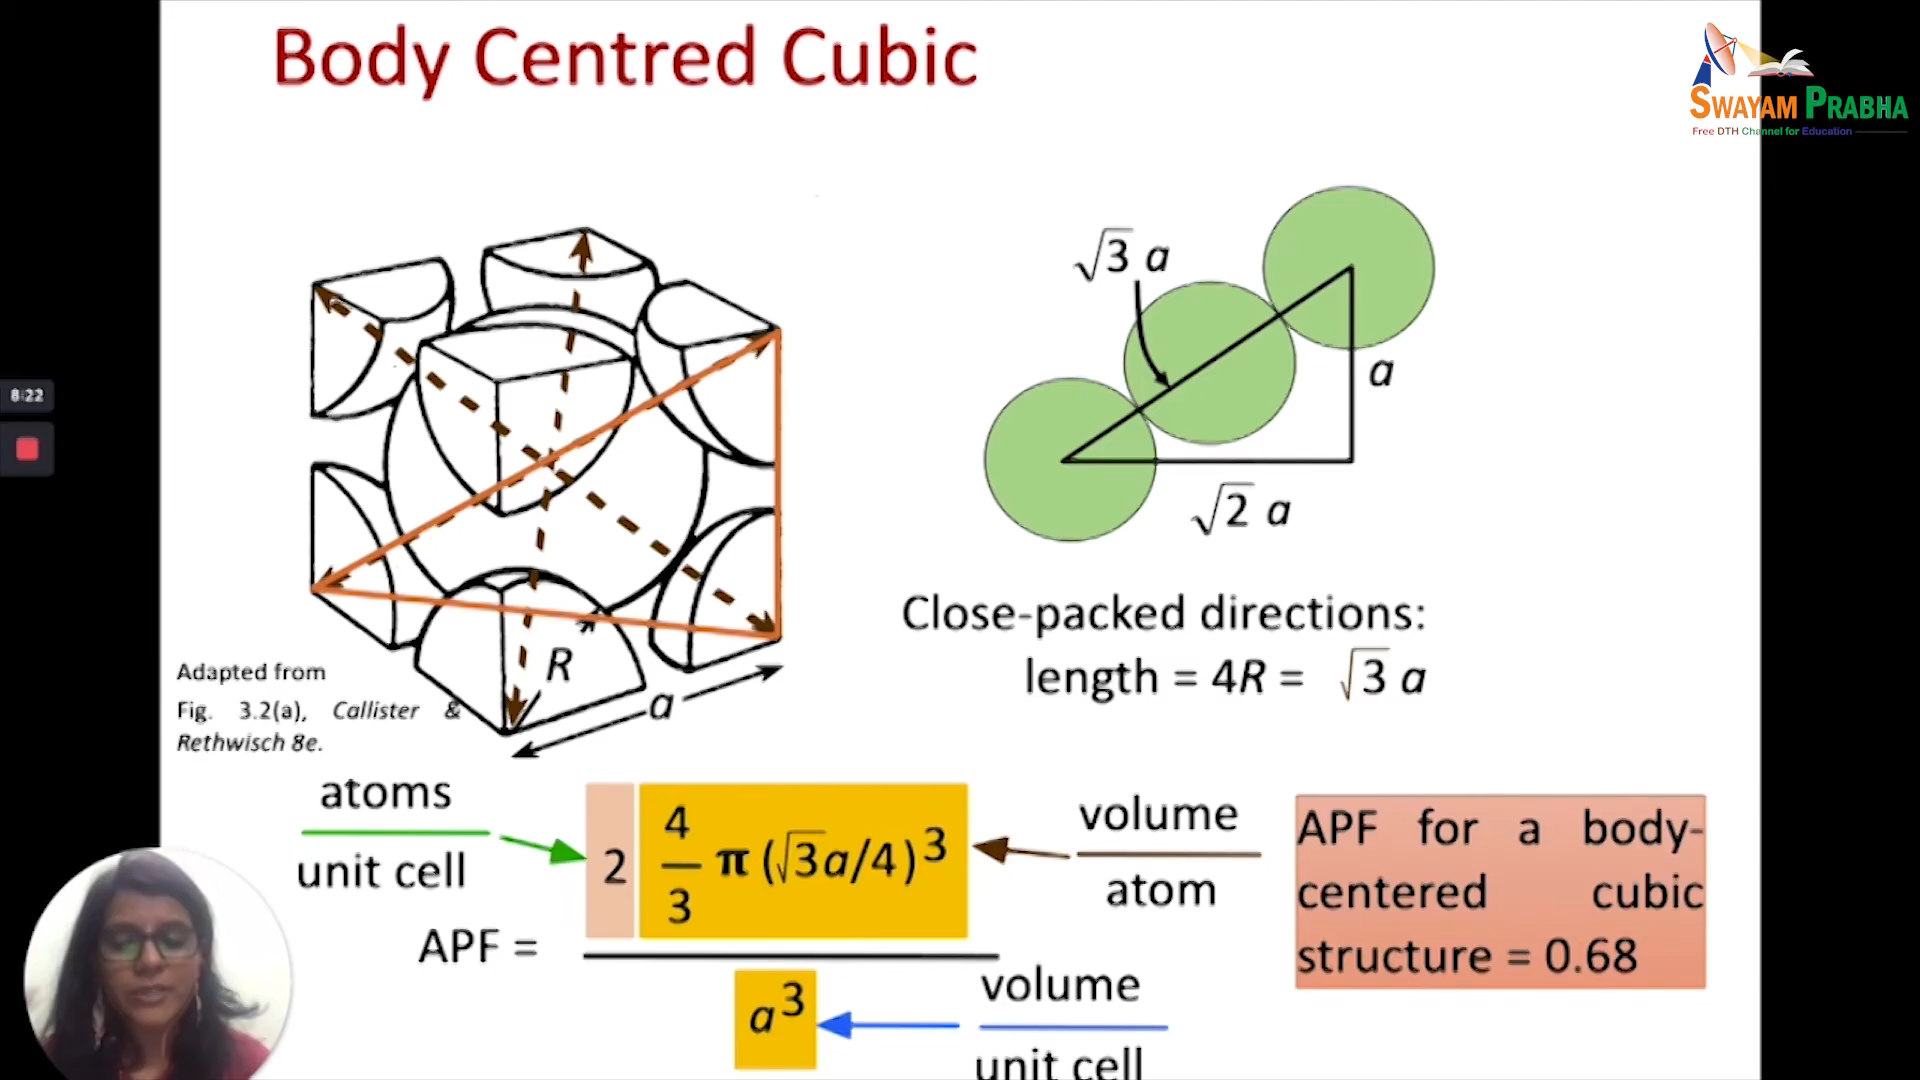 Body Centred Cubic
SWAYAM PRABHA
Free DTH Channel for Education
8:22
√3 a
a
√2 a
R
a
Adapted from
Fig. 3.2(a), Callister &
Rethwisch 8e.
Close-packed directions:
length = 4R = √3 a
atoms
unit cell
APF =
2
4
3
π (√3a/4)³
a³
volume
atom
volume
unit cell
APF for a body-
centered cubic
structure = 0.68